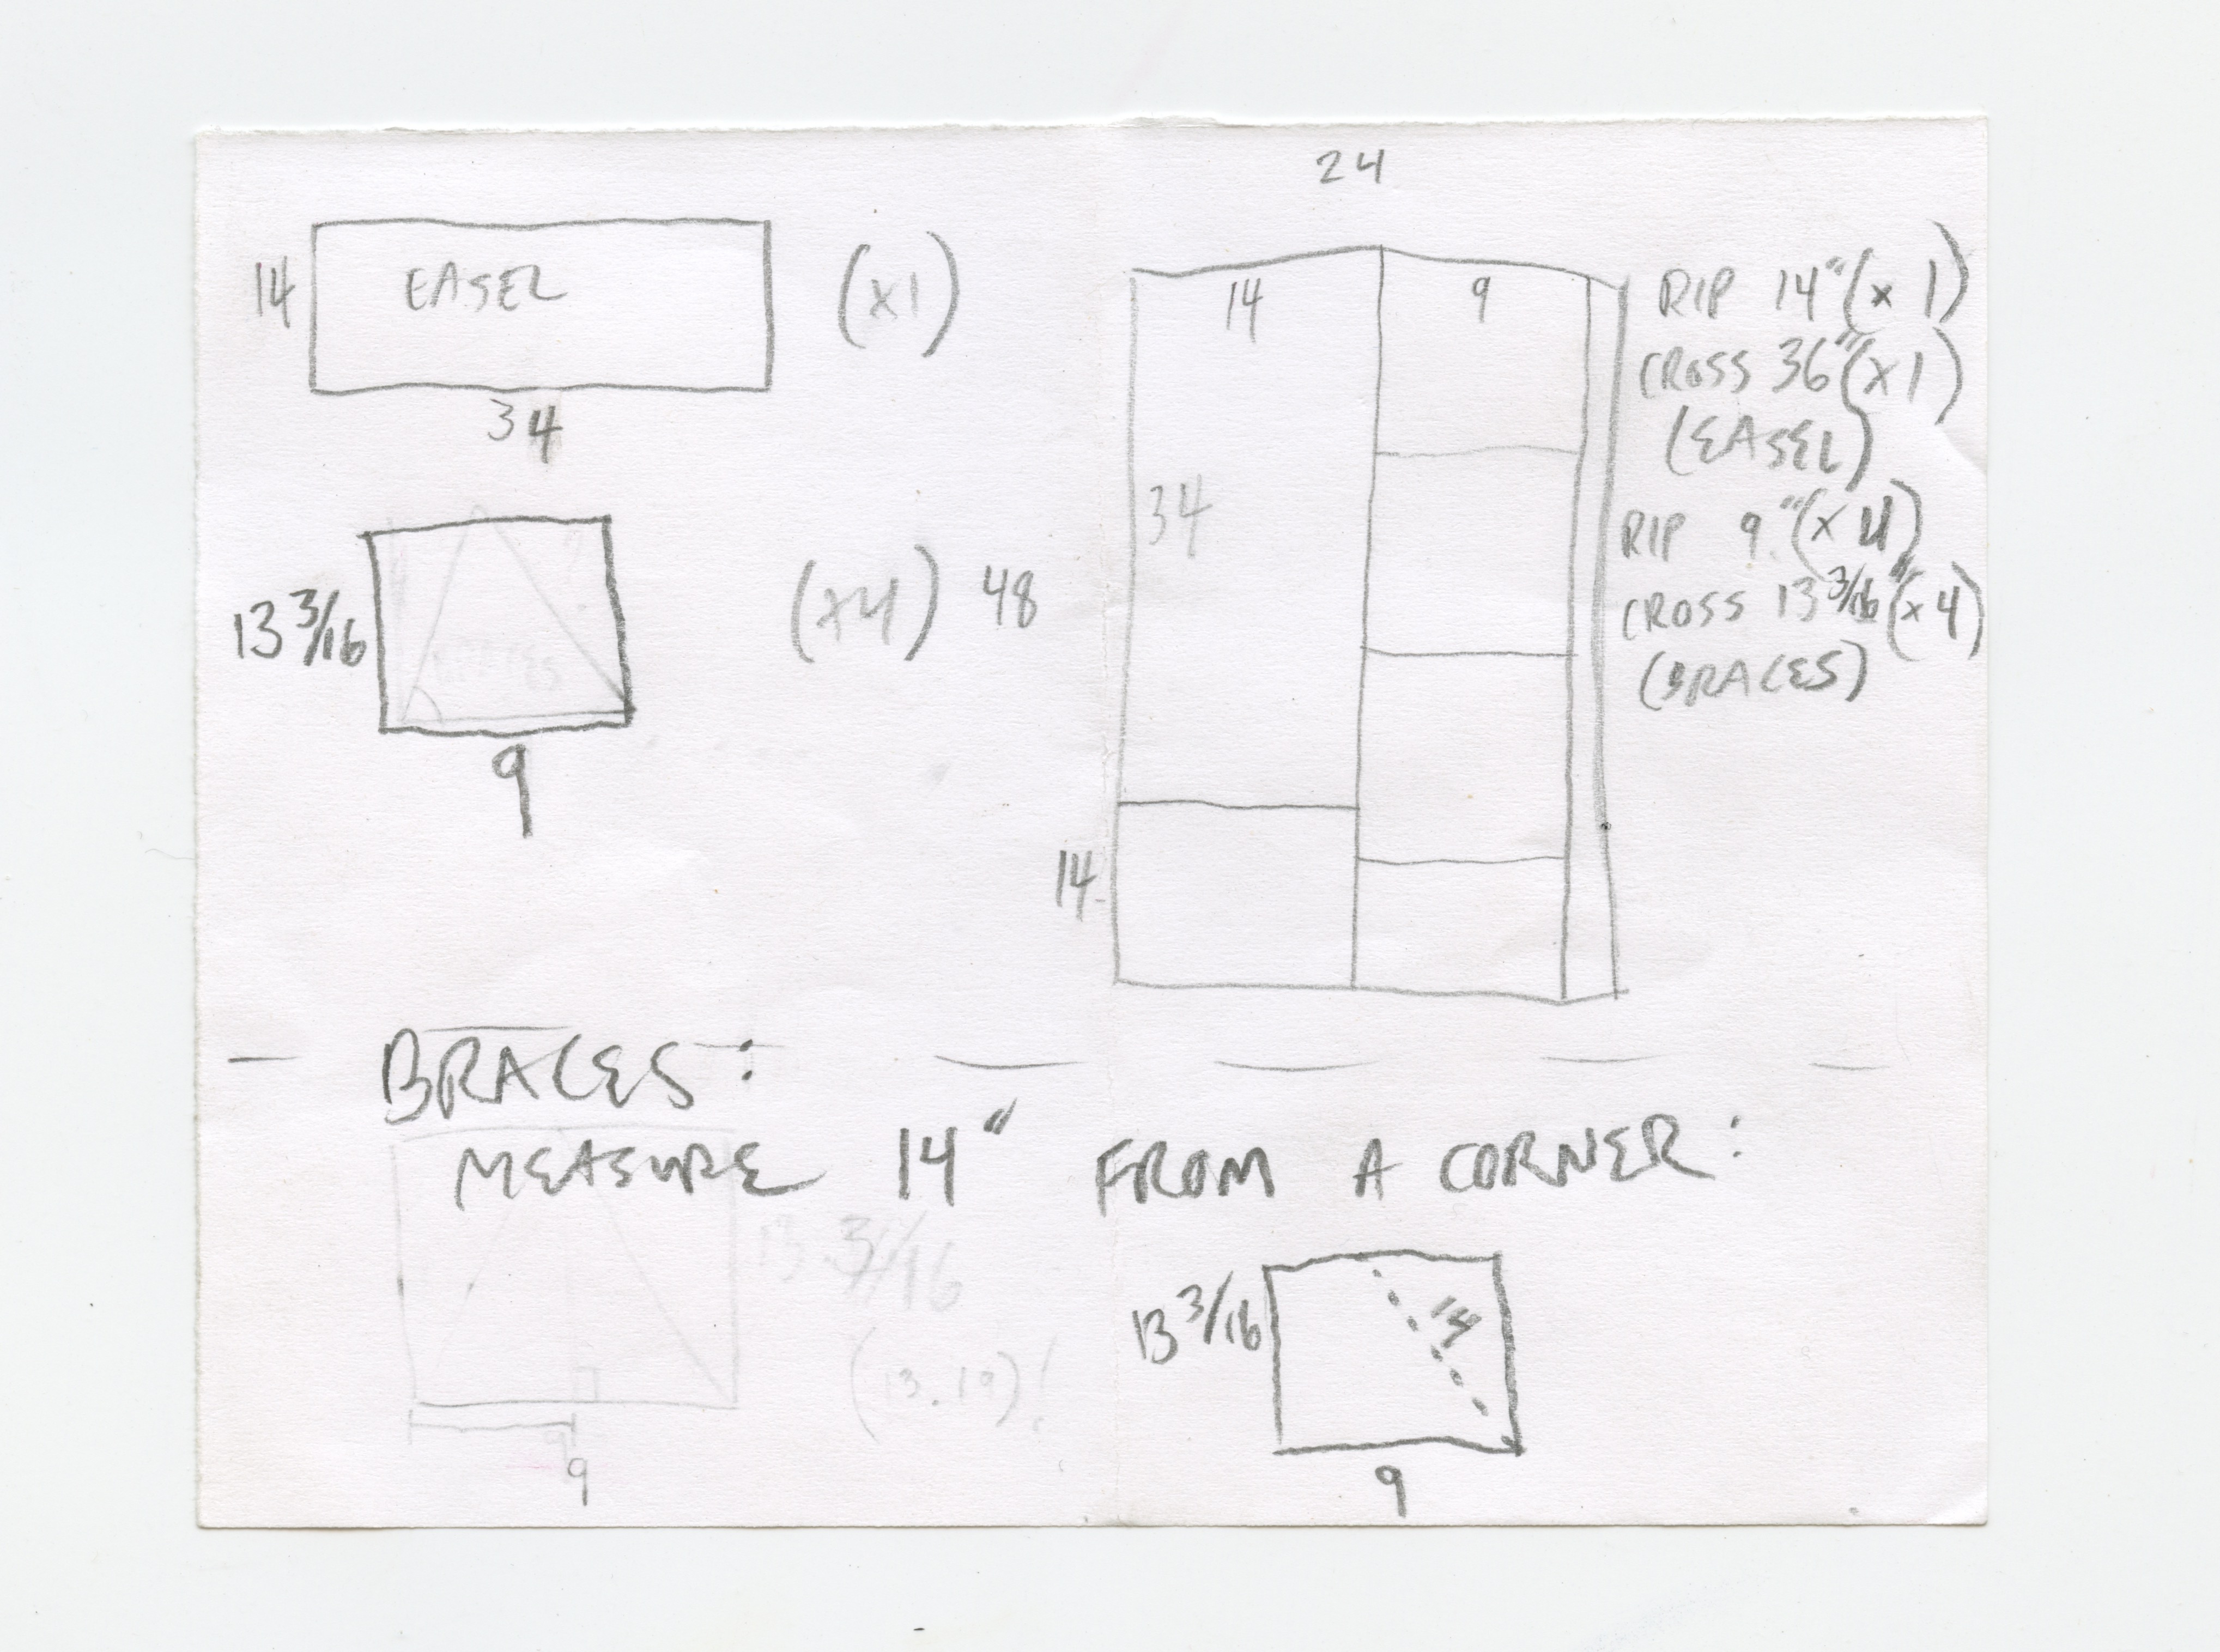 24
14 EASEL (x1)
34
14 9
34
RIP 14" (x 1)
CROSS 36" (x1)
(EASEL)
RIP 9" (x 4)
CROSS 13 3/16" (x4)
(BRACES)
13 3/16 (x4)
BRACES
9
48
14
BRACES:
MEASURE 14" FROM A CORNER:
13 3/16
(13.19)!
9
13 3/16 14
9